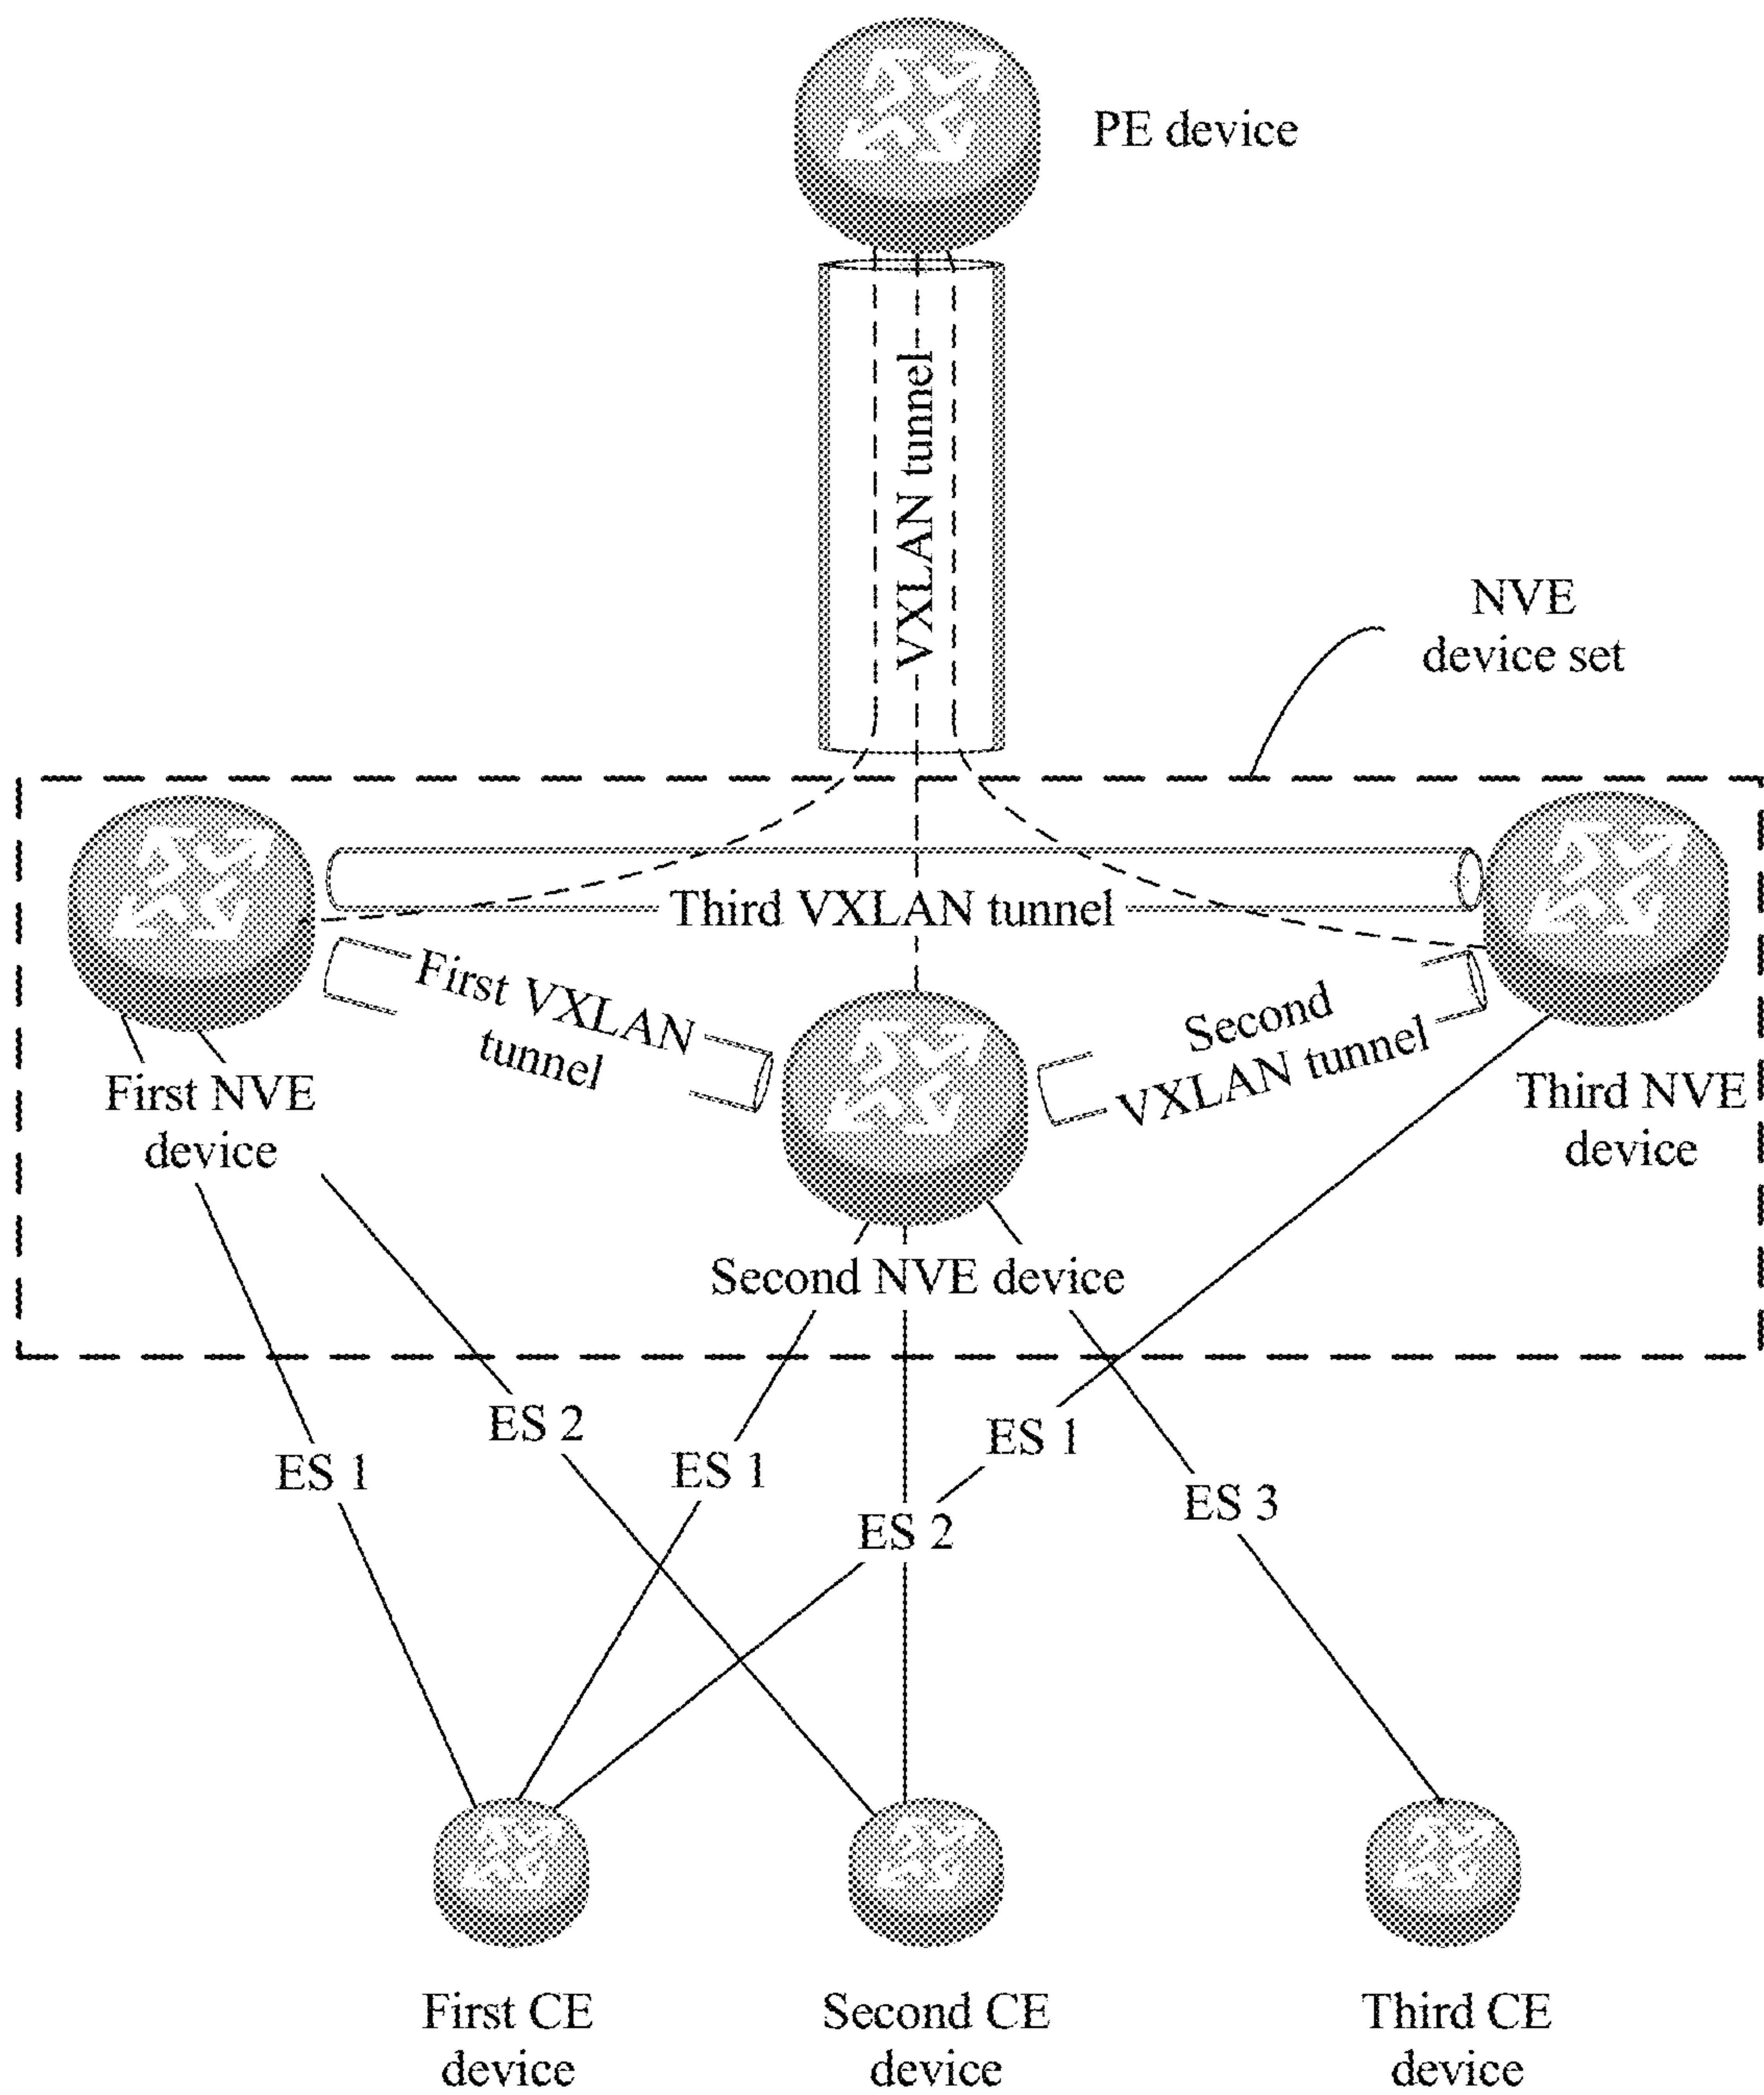 PE device
VXLAN tunnel
NVE
device set
Third VXLAN tunnel
First VXLAN
tunnel
Second
VXLAN tunnel
First NVE
device
Third NVE
device
Second NVE device
ES 2
ES 1
ES 1
ES 1
ES 3
ES 2
First CE
device
Second CE
device
Third CE
device